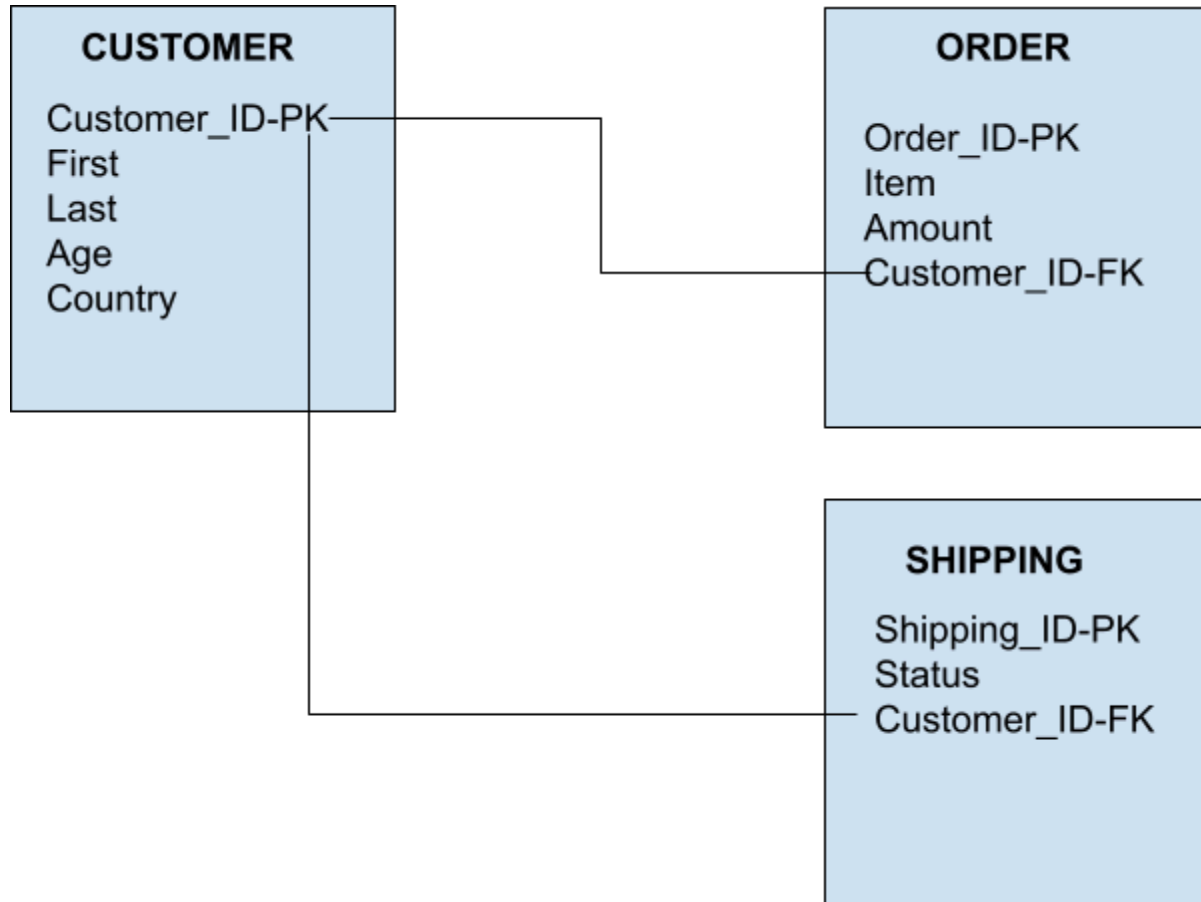 CUSTOMER
Customer_ID-PK
First
Last
Age
Country
ORDER
Order_ID-PK
Item
Amount
Customer_ID-FK
SHIPPING
Shipping_ID-PK
Status
Customer_ID-FK